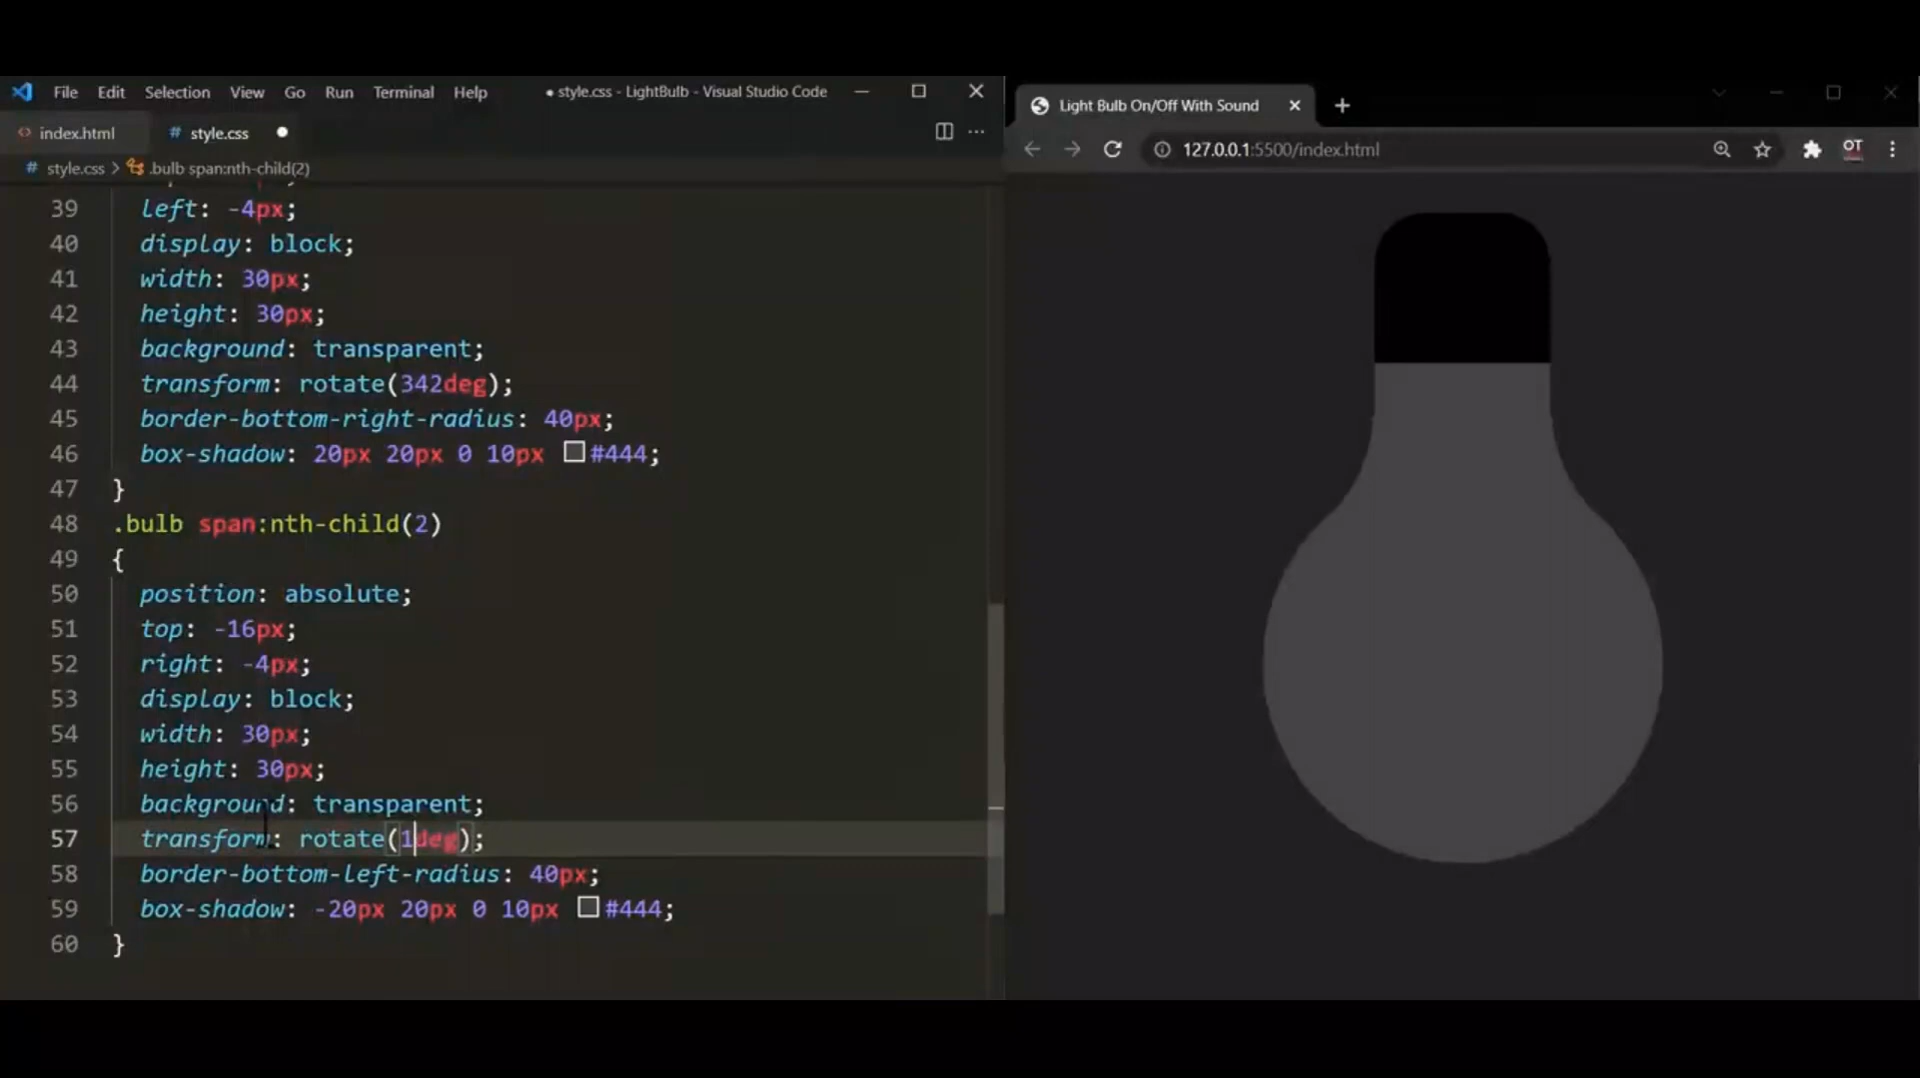 File Edit Selection View Go Run Terminal Help ● style.css - LightBulb - Visual Studio Code
index.html # style.css ●
# style.css > .bulb span:nth-child(2)
39 left: -4px;
40 display: block;
41 width: 30px;
42 height: 30px;
43 background: transparent;
44 transform: rotate(342deg);
45 border-bottom-right-radius: 40px;
46 box-shadow: 20px 20px 0 10px #444;
47 }
48 .bulb span:nth-child(2)
49 {
50 position: absolute;
51 top: -16px;
52 right: -4px;
53 display: block;
54 width: 30px;
55 height: 30px;
56 background: transparent;
57 transform: rotate(1deg);
58 border-bottom-left-radius: 40px;
59 box-shadow: -20px 20px 0 10px #444;
60 }
Light Bulb On/Off With Sound
127.0.0.1:5500/index.html
OT